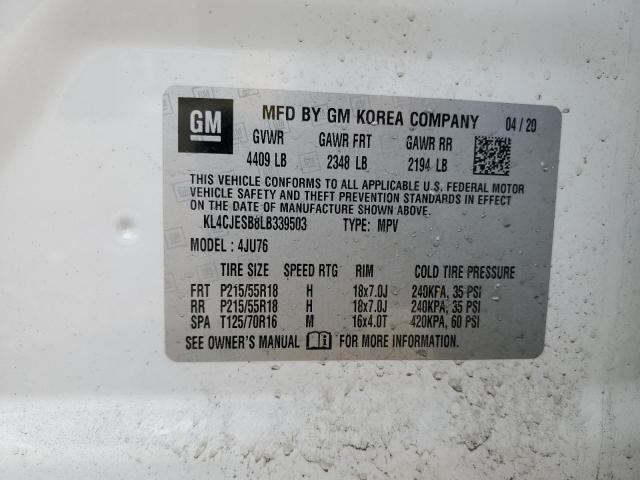 GM
MFD BY GM KOREA COMPANY 04/20
GVWR GAWR FRT GAWR RR
4409 LB 2348 LB 2194 LB
THIS VEHICLE CONFORMS TO ALL APPLICABLE U.S. FEDERAL MOTOR
VEHICLE SAFETY AND THEFT PREVENTION STANDARDS IN EFFECT
ON THE DATE OF MANUFACTURE SHOWN ABOVE.
KL4CJESB8LB339503 TYPE: MPV
MODEL : 4JU76
TIRE SIZE SPEED RTG RIM COLD TIRE PRESSURE
FRT P215/55R18 H 18x7.0J 240KPA, 35 PSI
RR P215/55R18 H 18x7.0J 240KPA, 35 PSI
SPA T125/70R16 M 16x4.0T 420KPA, 60 PSI
SEE OWNER'S MANUAL FOR MORE INFORMATION.